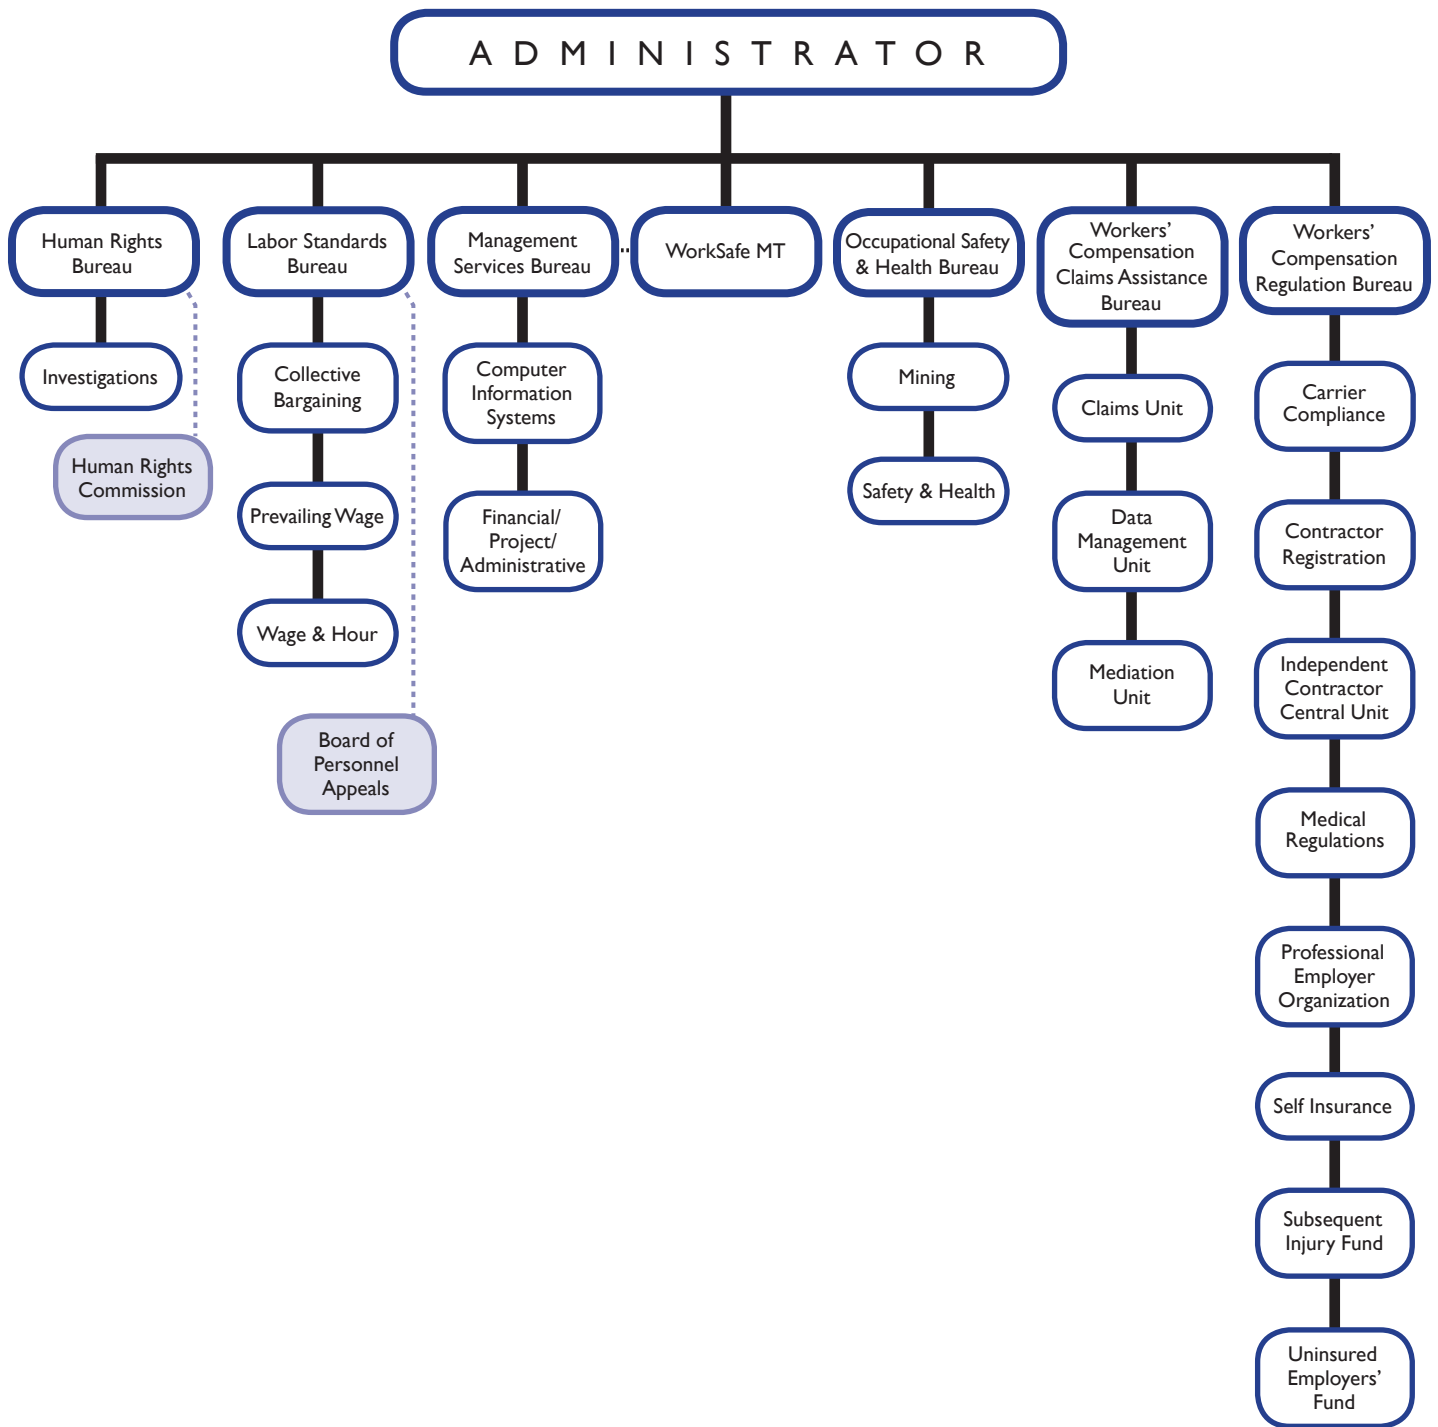 ADMINISTRATOR
Human Rights
Bureau
Investigations
Human Rights
Commission
Labor Standards
Bureau
Collective
Bargaining
Prevailing Wage
Wage & Hour
Board of
Personnel
Appeals
Management
Services Bureau
Computer
Information
Systems
Financial/
Project/
Administrative
WorkSafe MT
Occupational Safety
& Health Bureau
Mining
Safety & Health
Workers'
Compensation
Claims Assistance
Bureau
Claims Unit
Data
Management
Unit
Mediation
Unit
Workers'
Compensation
Regulation Bureau
Carrier
Compliance
Contractor
Registration
Independent
Contractor
Central Unit
Medical
Regulations
Professional
Employer
Organization
Self Insurance
Subsequent
Injury Fund
Uninsured
Employers'
Fund